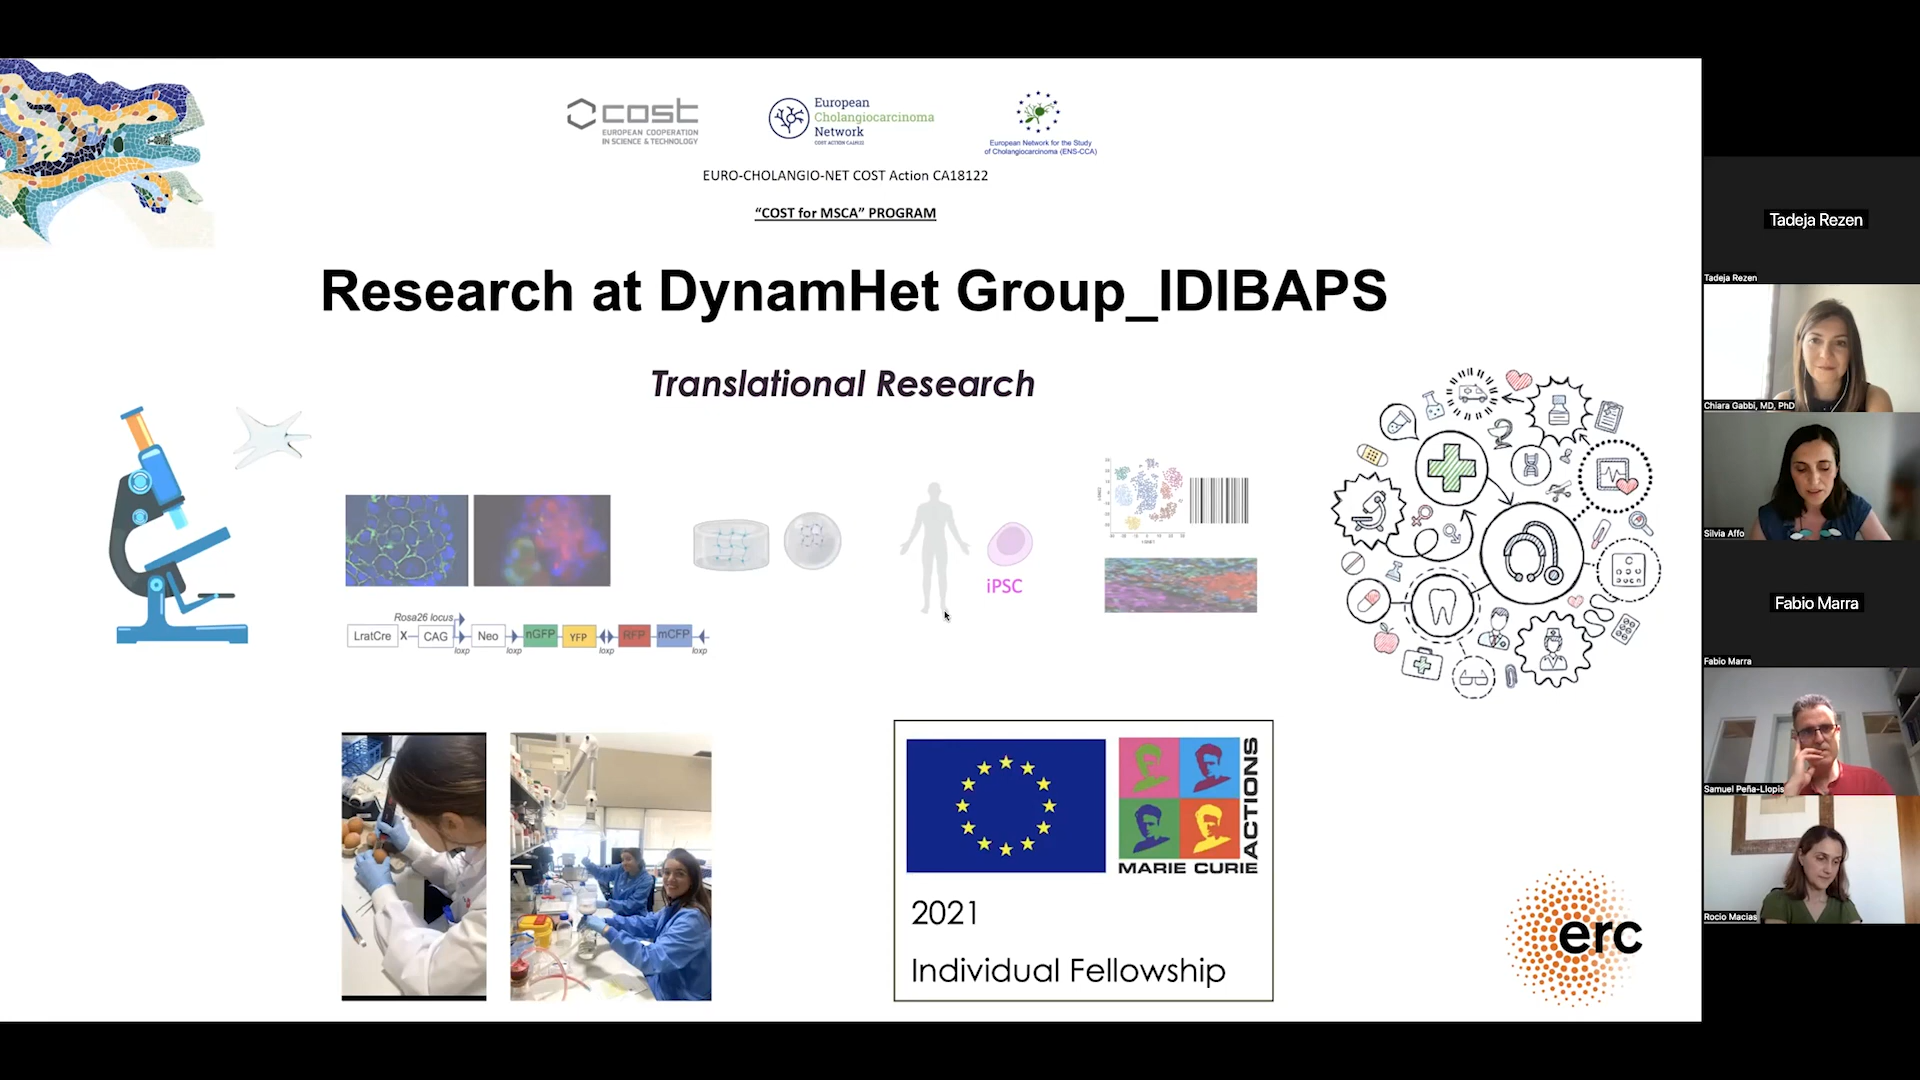 cost
EUROPEAN COOPERATION
IN SCIENCE & TECHNOLOGY
European
Cholangiocarcinoma
Network
COST ACTION CA18122
European Network for the Study
of Cholangiocarcinoma (ENS-CCA)
EURO-CHOLANGIO-NET COST Action CA18122
“COST for MSCA” PROGRAM
Research at DynamHet Group_IDIBAPS
Translational Research
iPSC
Rosa26 locus
LratCre X CAG Neo nGFP YFP RFP mCFP
loxp loxp loxp loxp
MARIE CURIE ACTIONS
2021
Individual Fellowship
erc
Tadeja Rezen
Tadeja Rezen
Chiara Gabbi, MD, PhD
Silvia Affo
Fabio Marra
Fabio Marra
Samuel Peña-Llopis
Rocio Macias